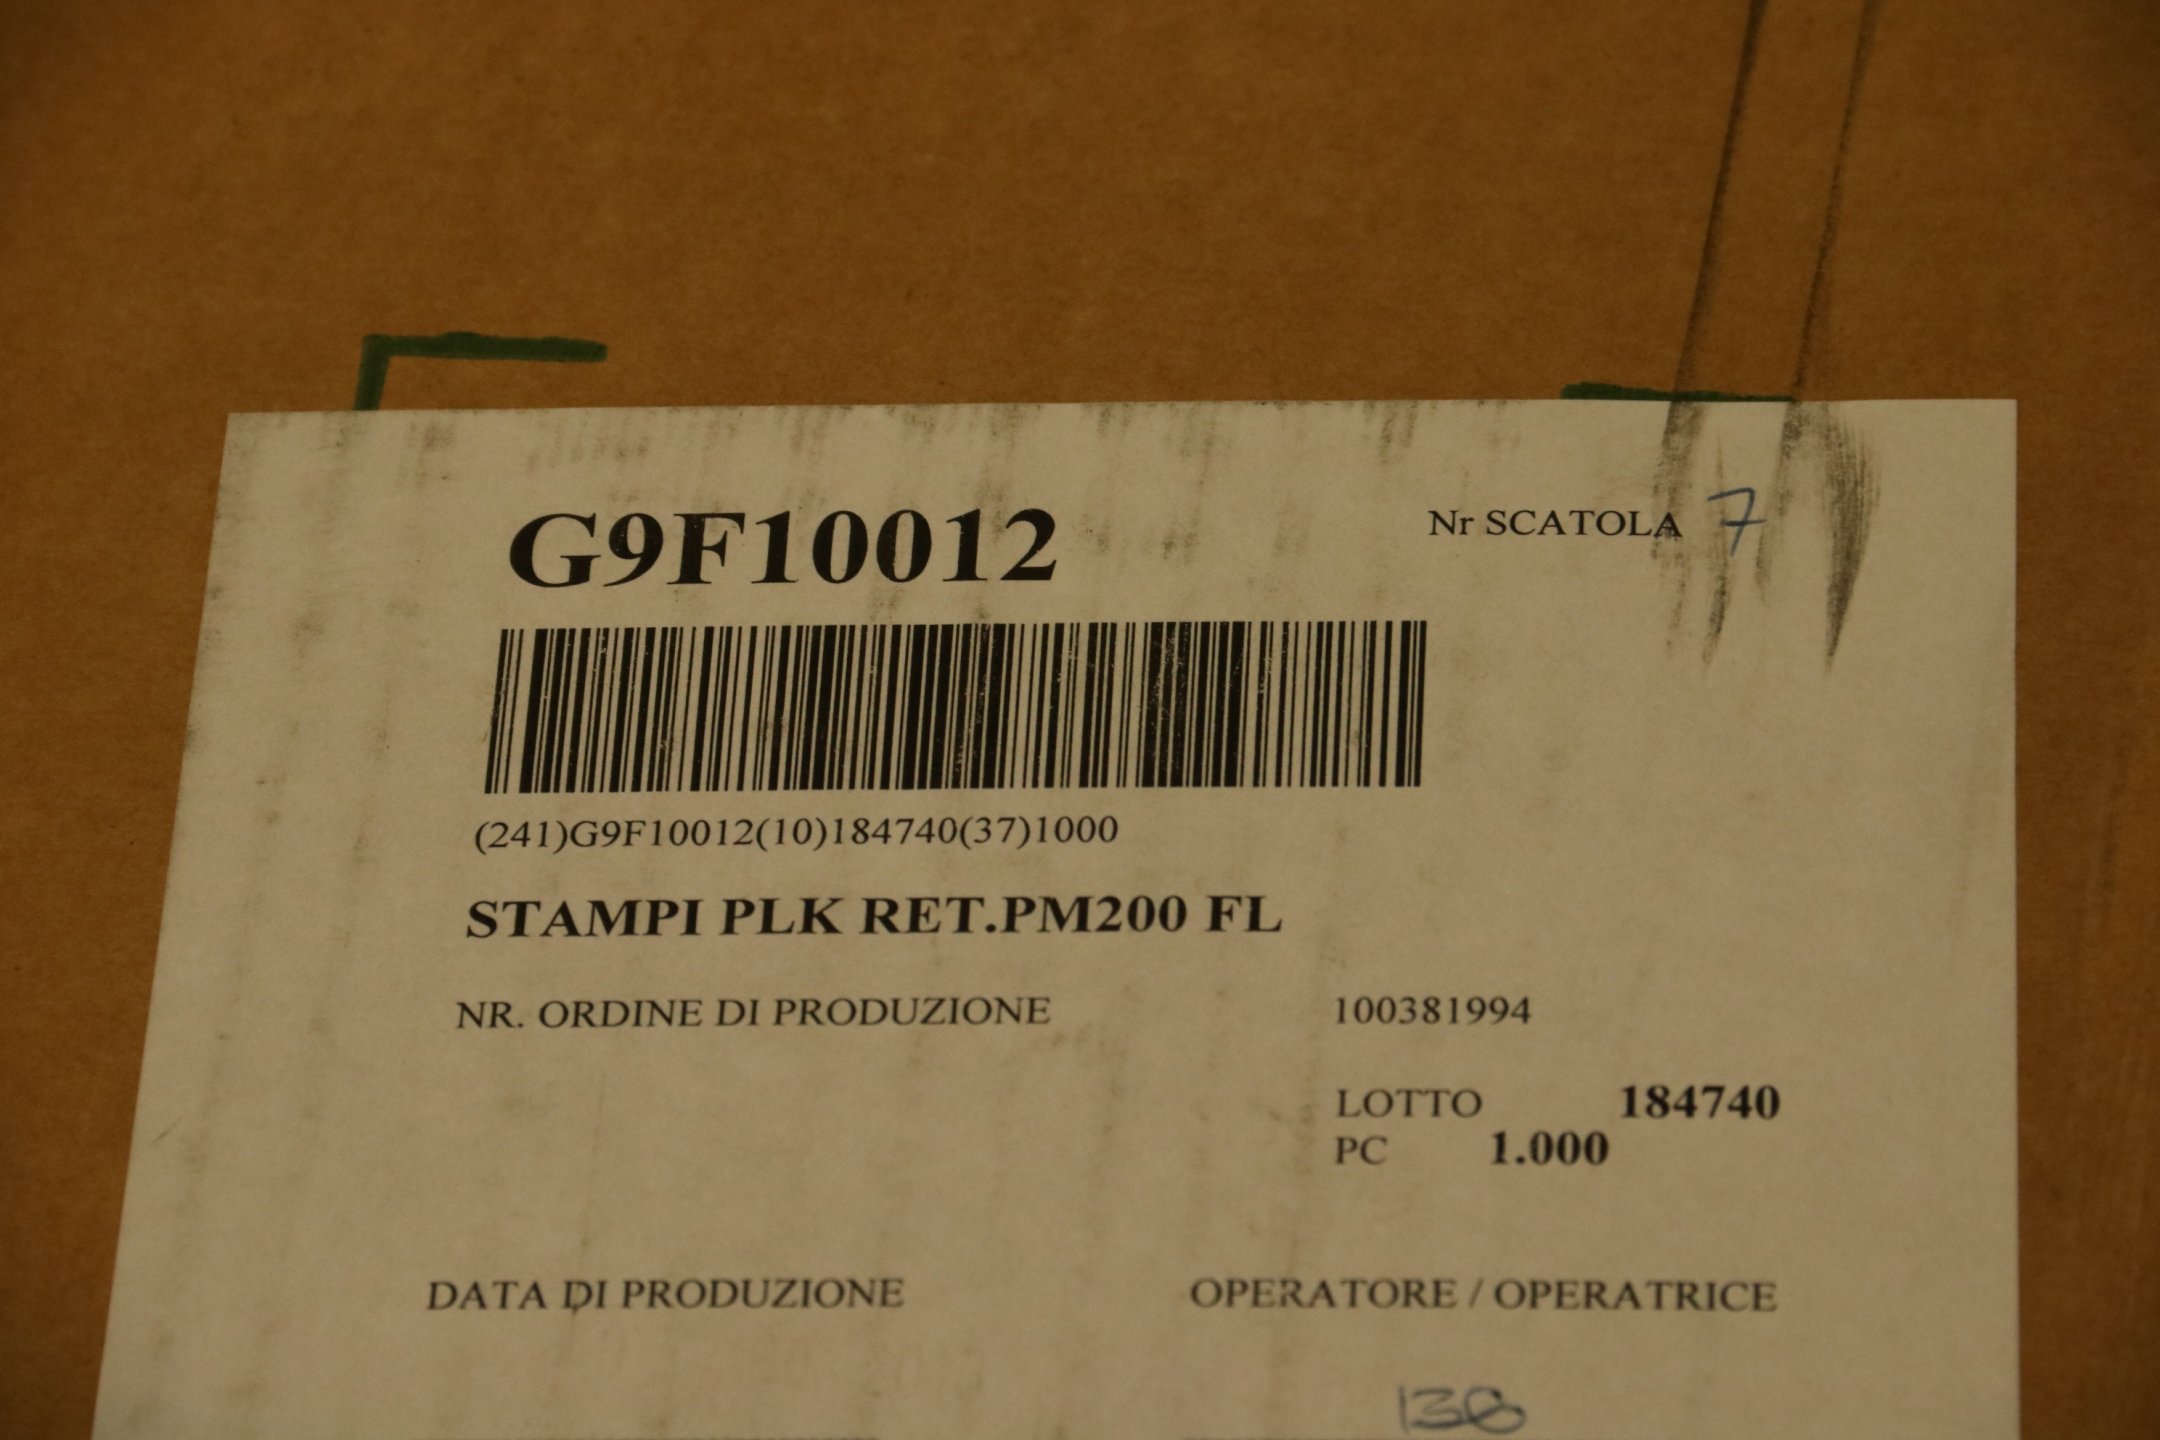 G9F10012
Nr SCATOLA 7
(241)G9F10012(10)184740(37)1000
STAMPI PLK RET.PM200 FL
NR. ORDINE DI PRODUZIONE 100381994
LOTTO 184740
PC 1.000
DATA DI PRODUZIONE OPERATORE / OPERATRICE
138